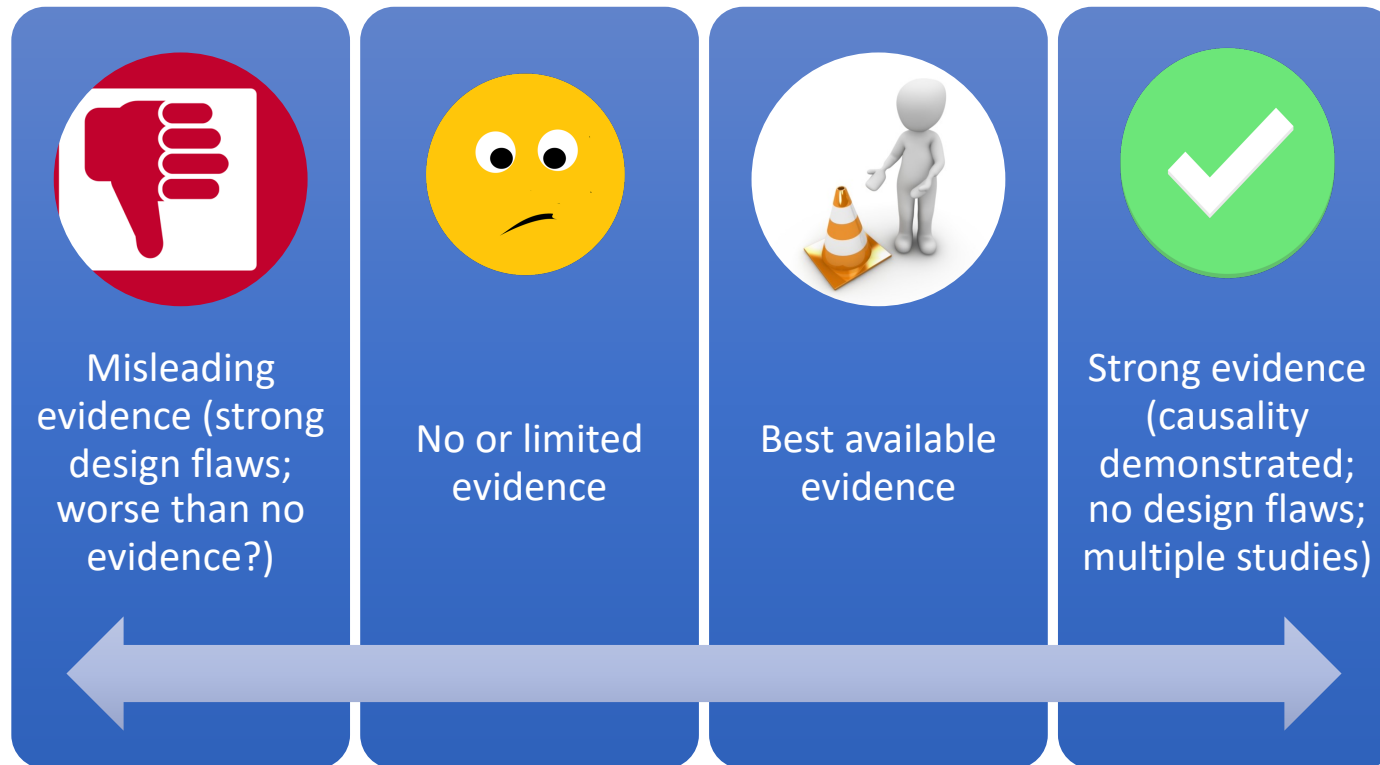 Misleading
evidence (strong
design flaws;
worse than no
evidence?)
No or limited
evidence
Best available
evidence
Strong evidence
(causality
demonstrated;
no design flaws;
multiple studies)